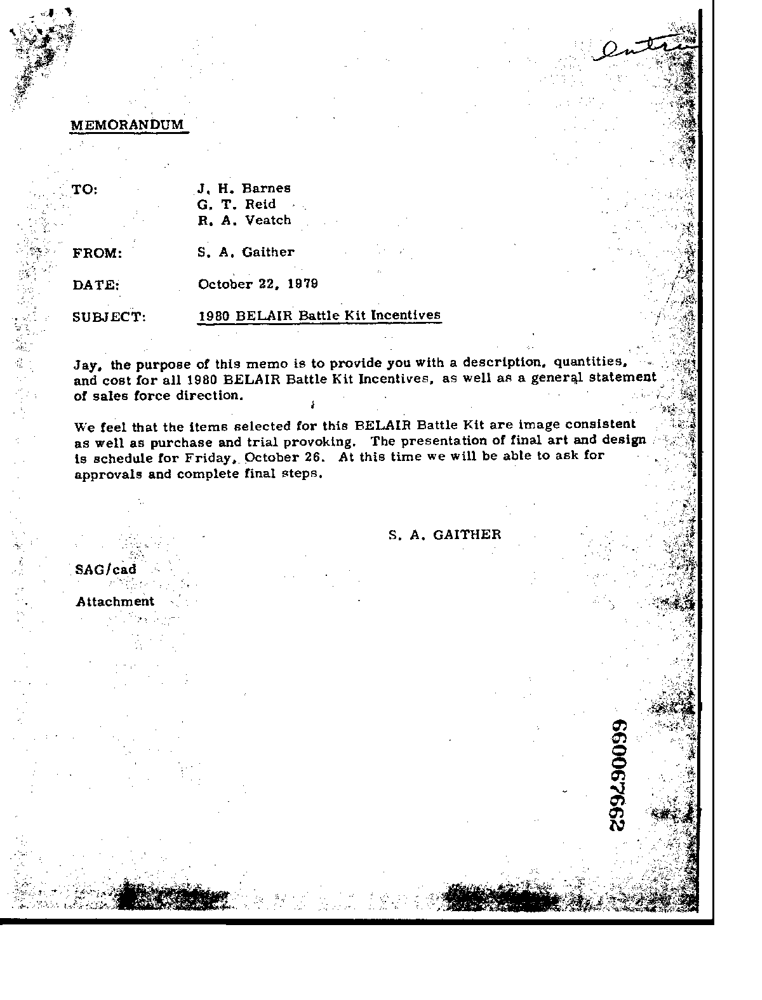 MEMORANDUM
TO: J. H. Barnes
G. T. Reid
R. A. Veatch
FROM: S. A. Gaither
DATE: October 22, 1979
SUBJECT: 1980 BELAIR Battle Kit Incentives
Jay, the purpose of this memo is to provide you with a description, quantities,
and cost for all 1980 BELAIR Battle Kit Incentives, as well as a general statement
of sales force direction.
We feel that the items selected for this BELAIR Battle Kit are image consistent
as well as purchase and trial provoking. The presentation of final art and design
is schedule for Friday, October 26. At this time we will be able to ask for
approvals and complete final steps.
S. A. GAITHER
SAG/cad
Attachment
660067662